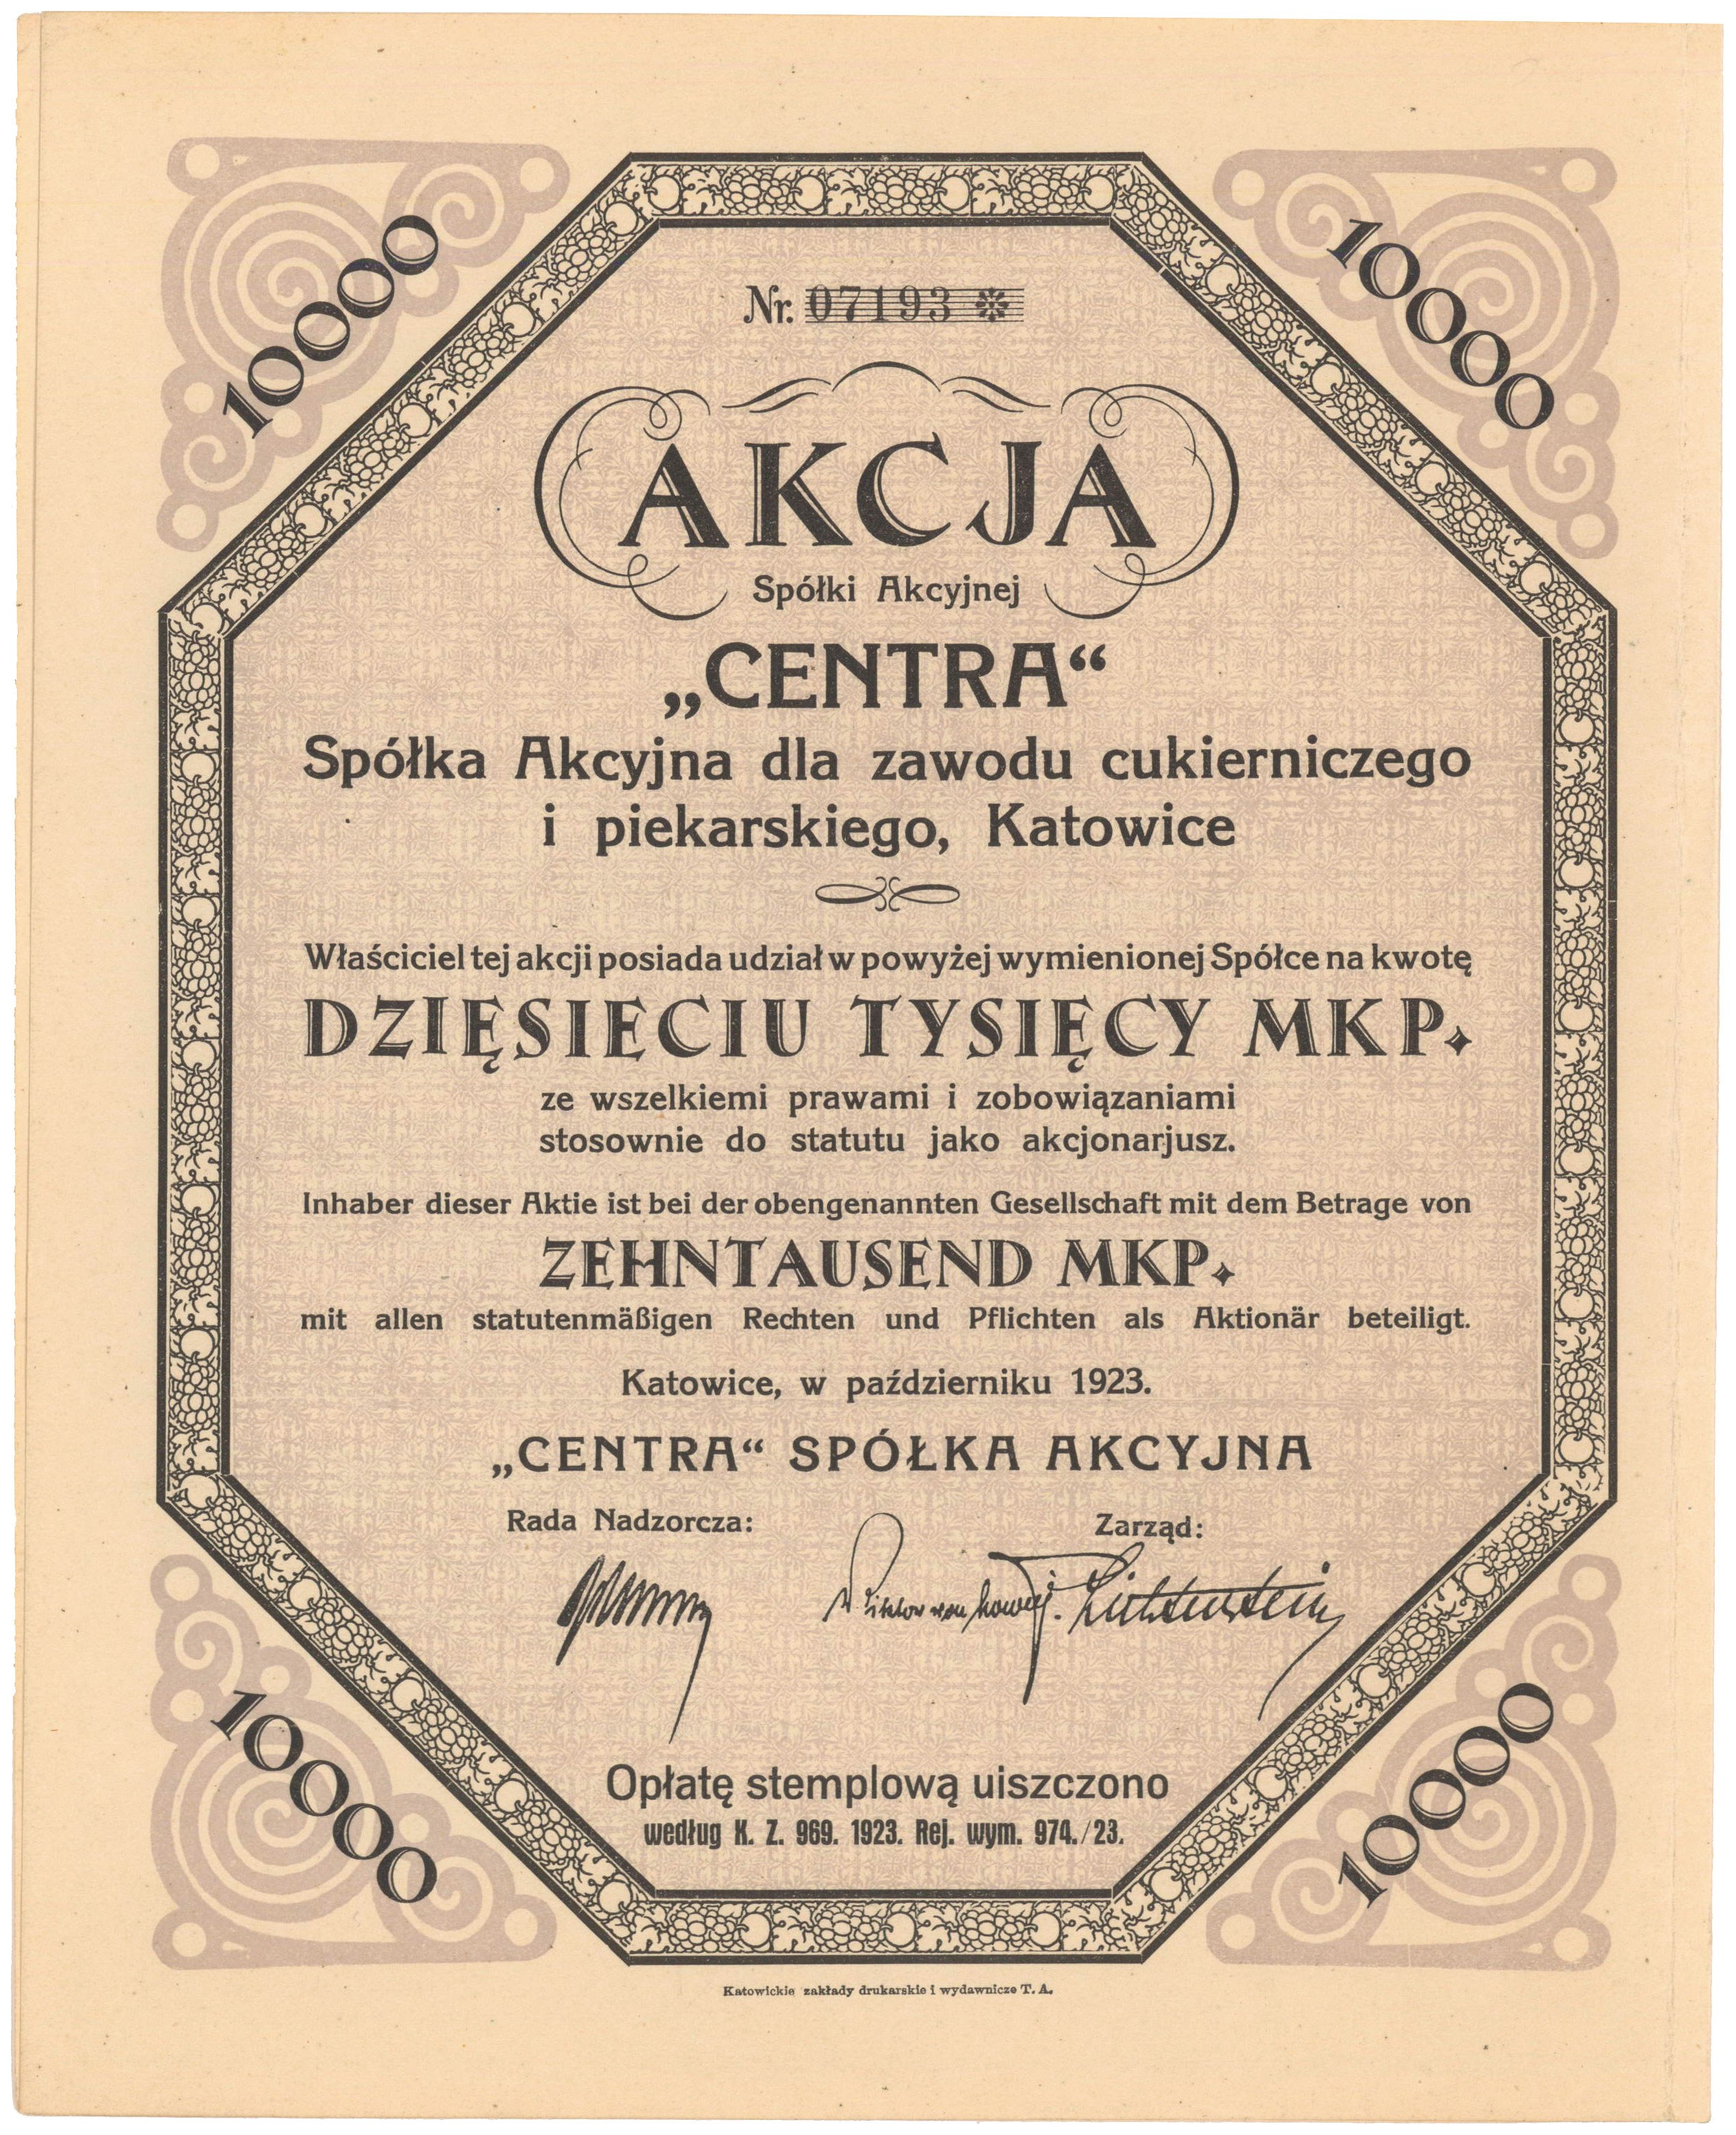 10000
10000
Nr. 07193 *
AKCJA
Spółki Akcyjnej
„CENTRA“
Spółka Akcyjna dla zawodu cukierniczego
i piekarskiego, Katowice
Właściciel tej akcji posiada udział w powyżej wymienionej Spółce na kwotę
DZIĘSIECIU TYSIĘCY MKP.
ze wszelkiemi prawami i zobowiązaniami
stosownie do statutu jako akcjonarjusz.
Inhaber dieser Aktie ist bei der obengenannten Gesellschaft mit dem Betrage von
ZEHNTAUSEND MKP.
mit allen statutenmäßigen Rechten und Pflichten als Aktionär beteiligt.
Katowice, w październiku 1923.
„CENTRA“ SPÓŁKA AKCYJNA
Rada Nadzorcza: Zarząd:
J. Lichtenstein
Opłatę stemplową uiszczono
według K. Z. 969. 1923. Rej. wym. 974./23.
10000
10000
Katowickie zakłady drukarskie i wydawnicze T. A.